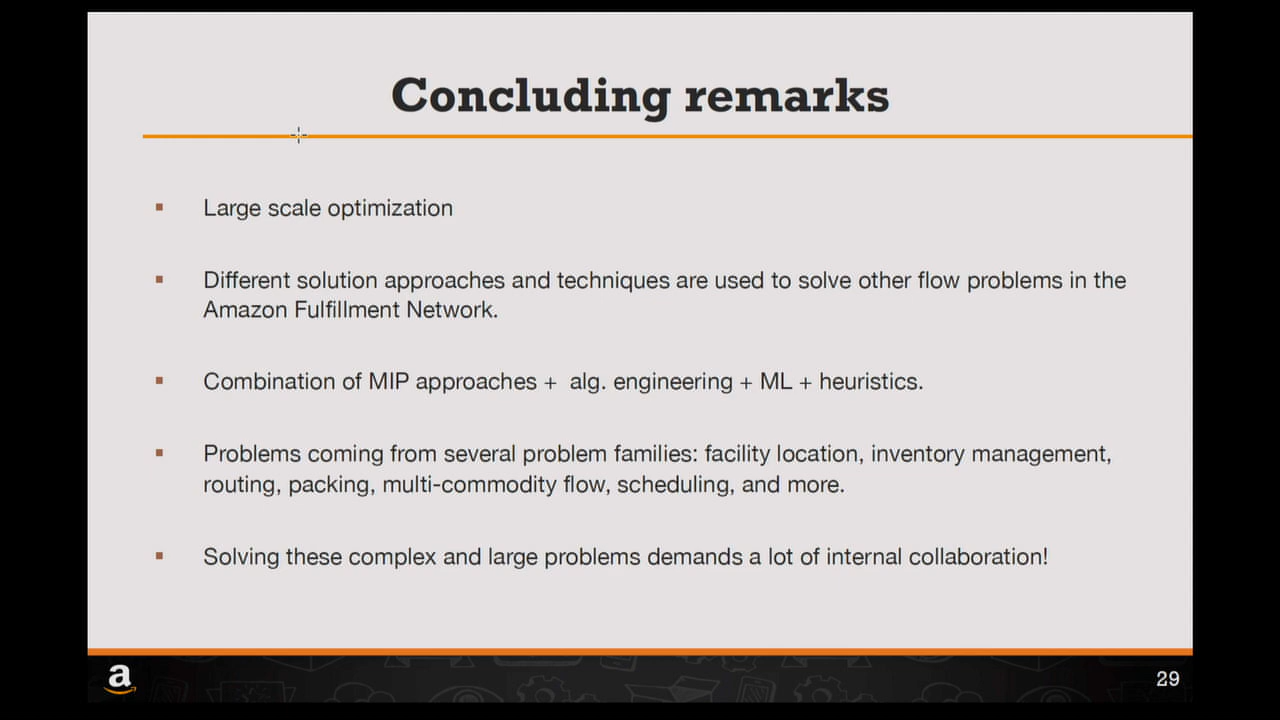 Concluding remarks
▪ Large scale optimization
▪ Different solution approaches and techniques are used to solve other flow problems in the
Amazon Fulfillment Network.
▪ Combination of MIP approaches +  alg. engineering + ML + heuristics.
▪ Problems coming from several problem families: facility location, inventory management,
routing, packing, multi-commodity flow, scheduling, and more.
▪ Solving these complex and large problems demands a lot of internal collaboration!
a
29